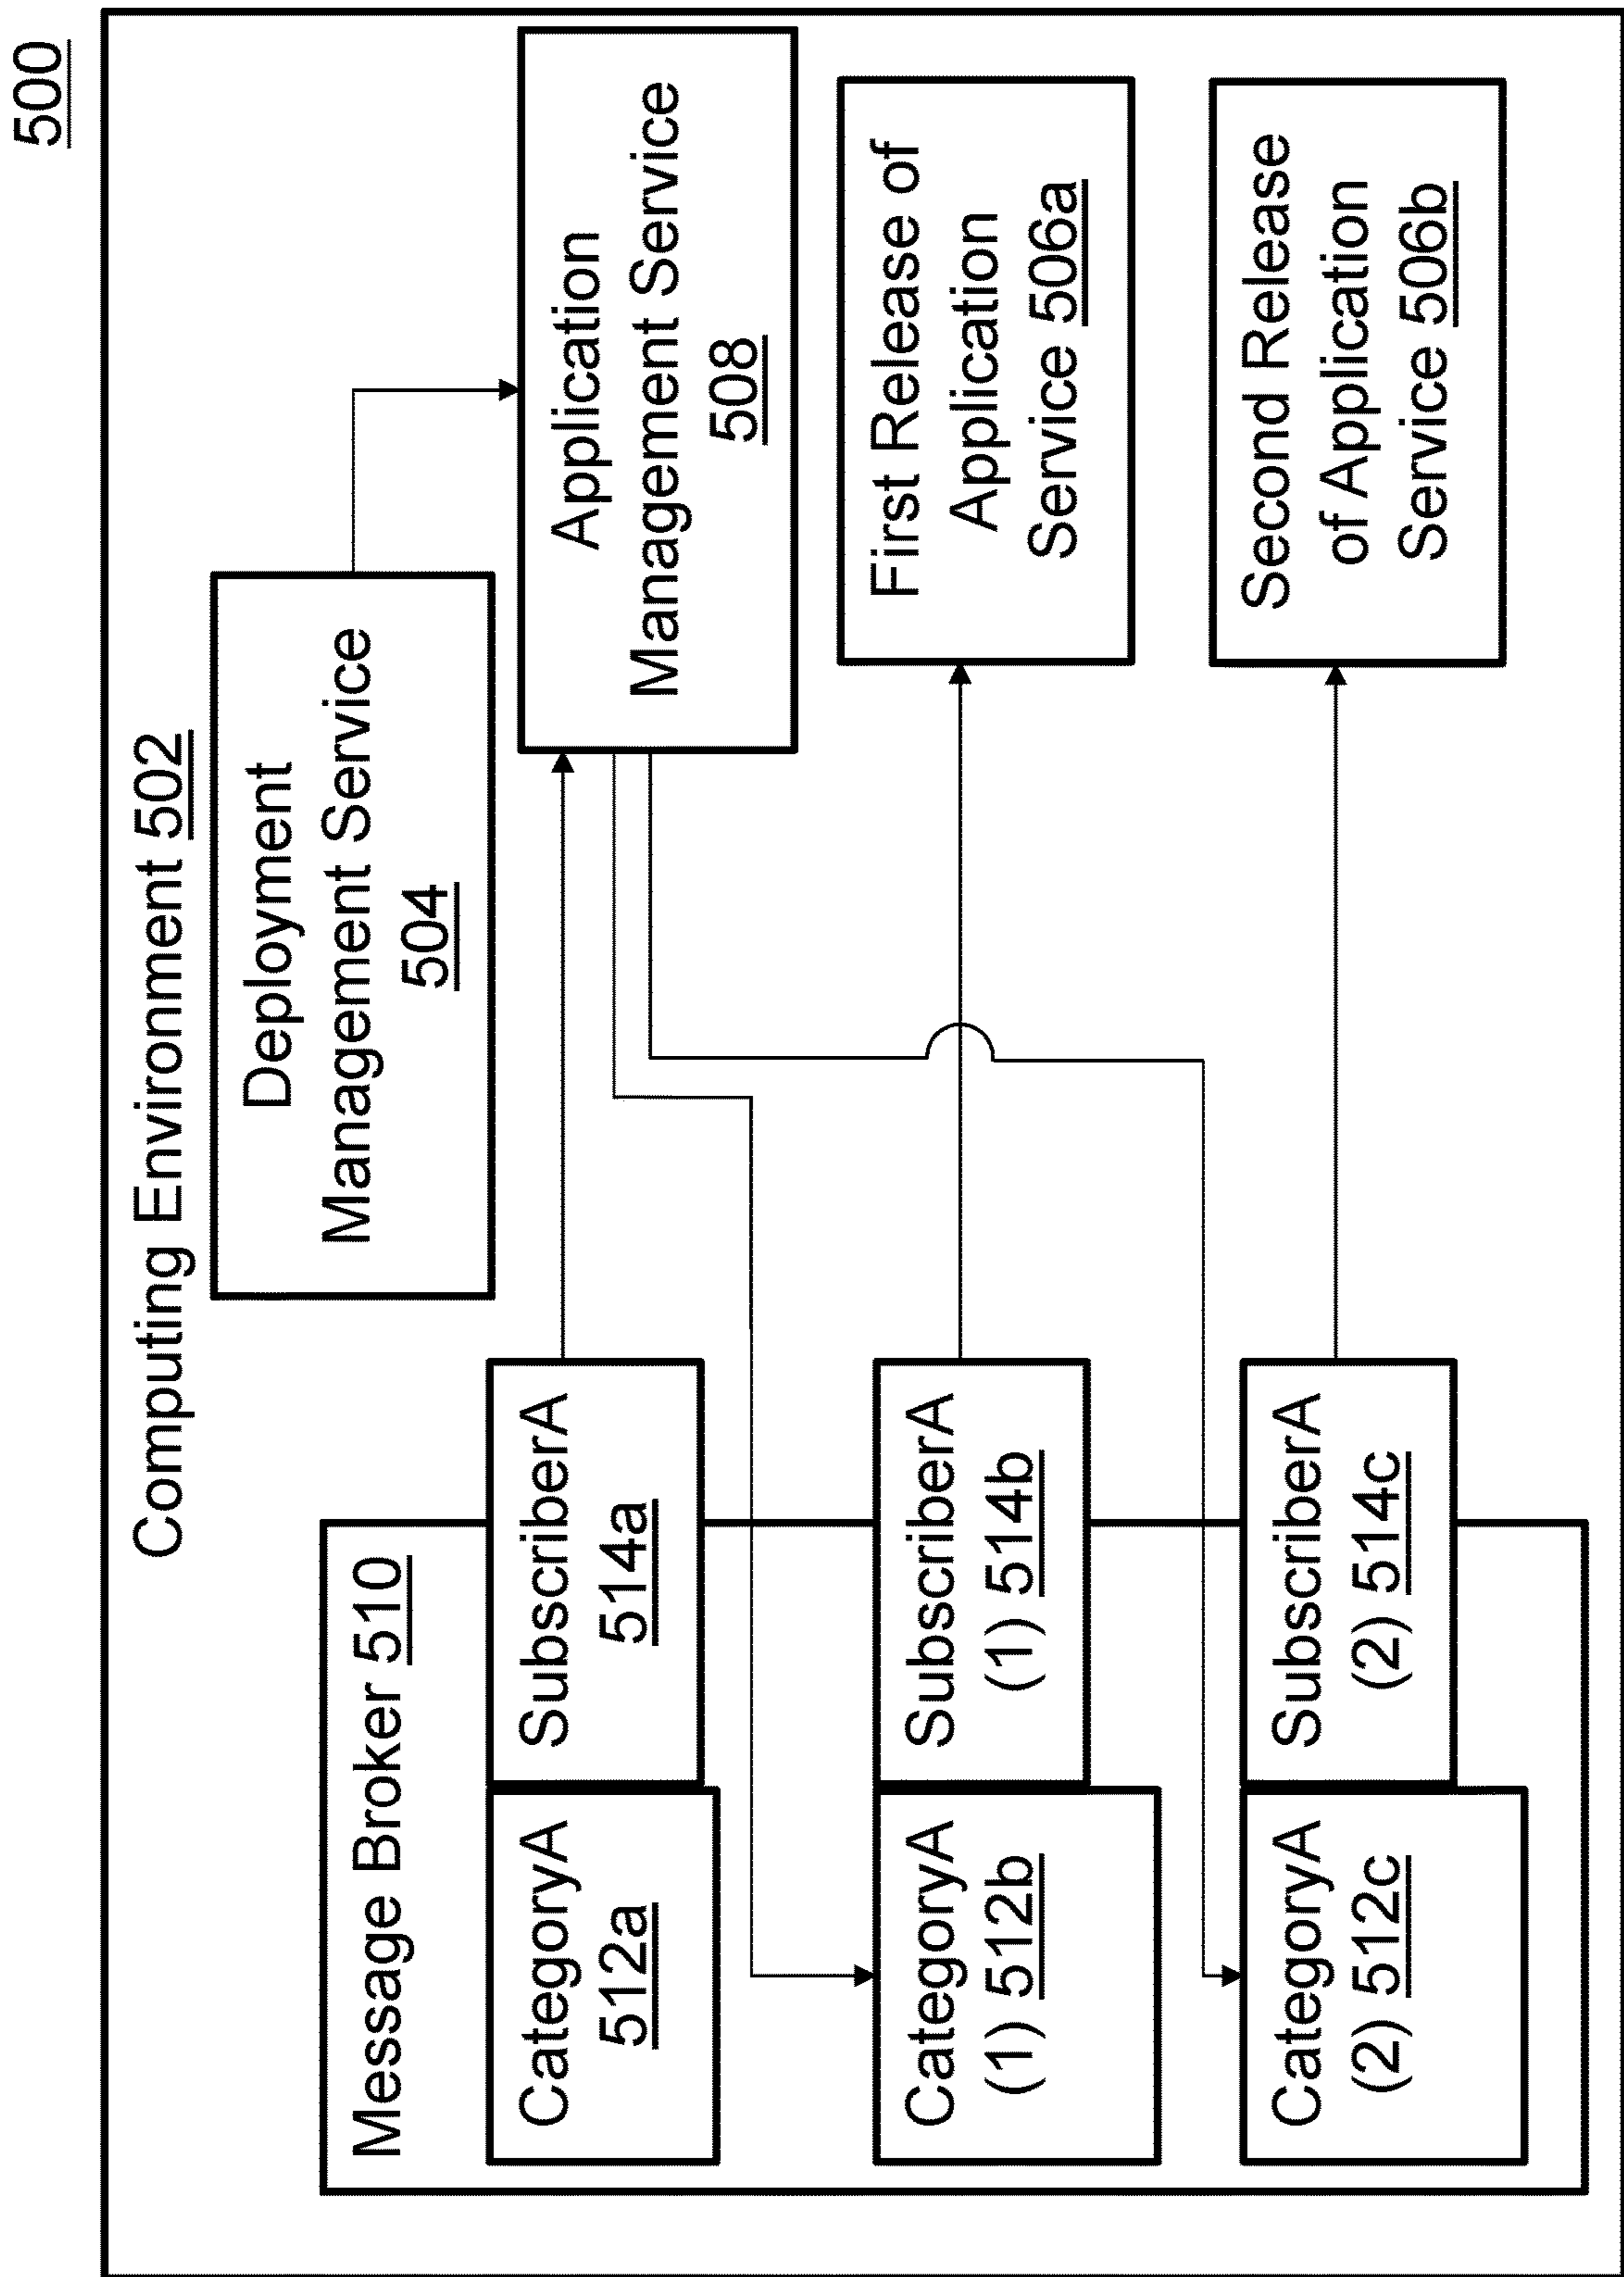 500
Computing Environment 502
Deployment
Management Service
504
Application
Management Service
508
Message Broker 510
CategoryA
512a
SubscriberA
514a
CategoryA
(1) 512b
SubscriberA
(1) 514b
First Release of
Application
Service 506a
CategoryA
(2) 512c
SubscriberA
(2) 514c
Second Release
of Application
Service 506b